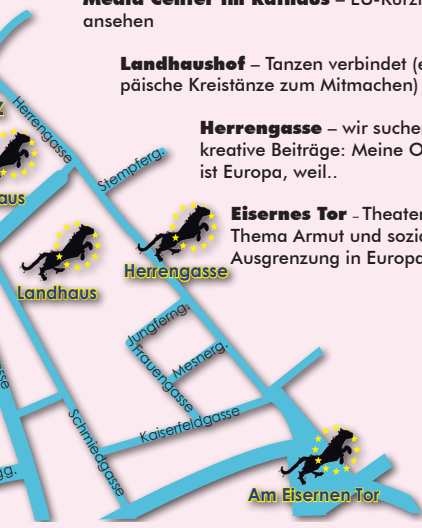 Media Center im Rathaus – EU-Kurzf
ansehen
Landhaushof – Tanzen verbindet (e
päische Kreistänze zum Mitmachen)
Herrengasse – wir suchen
kreative Beiträge: Meine O
ist Europa, weil..
Eisernes Tor – Theater
Thema Armut und sozia
Ausgrenzung in Europa
Herrengasse
Stempferg.
aus
Landhaus
Herrengasse
Jungferng.
Frauengasse
Mesnerg.
Schmiedgasse
Kaiserfeldgasse
Am Eisernen Tor